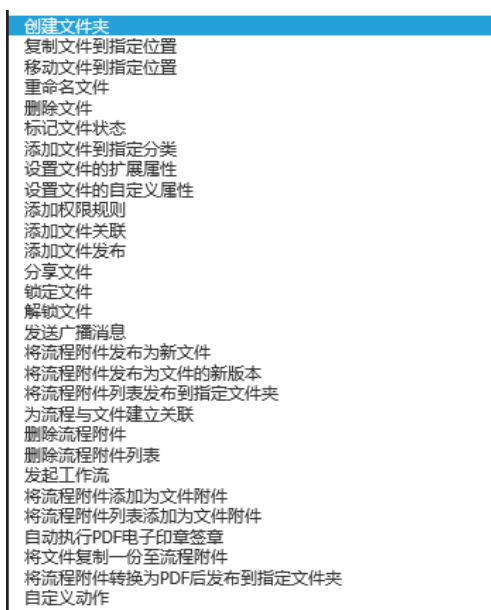 创建文件夹
复制文件到指定位置
移动文件到指定位置
重命名文件
删除文件
标记文件状态
添加文件到指定分类
设置文件的扩展属性
设置文件的自定义属性
添加权限规则
添加文件关联
添加文件发布
分享文件
锁定文件
解锁文件
发送广播消息
将流程附件发布为新文件
将流程附件发布为文件的新版本
将流程附件列表发布到指定文件夹
为流程与文件建立关联
删除流程附件
删除流程附件列表
发起工作流
将流程附件添加为文件附件
将流程附件列表添加为文件附件
自动执行PDF电子印章签章
将文件复制一份至流程附件
将流程附件转换为PDF后发布到指定文件夹
自定义动作